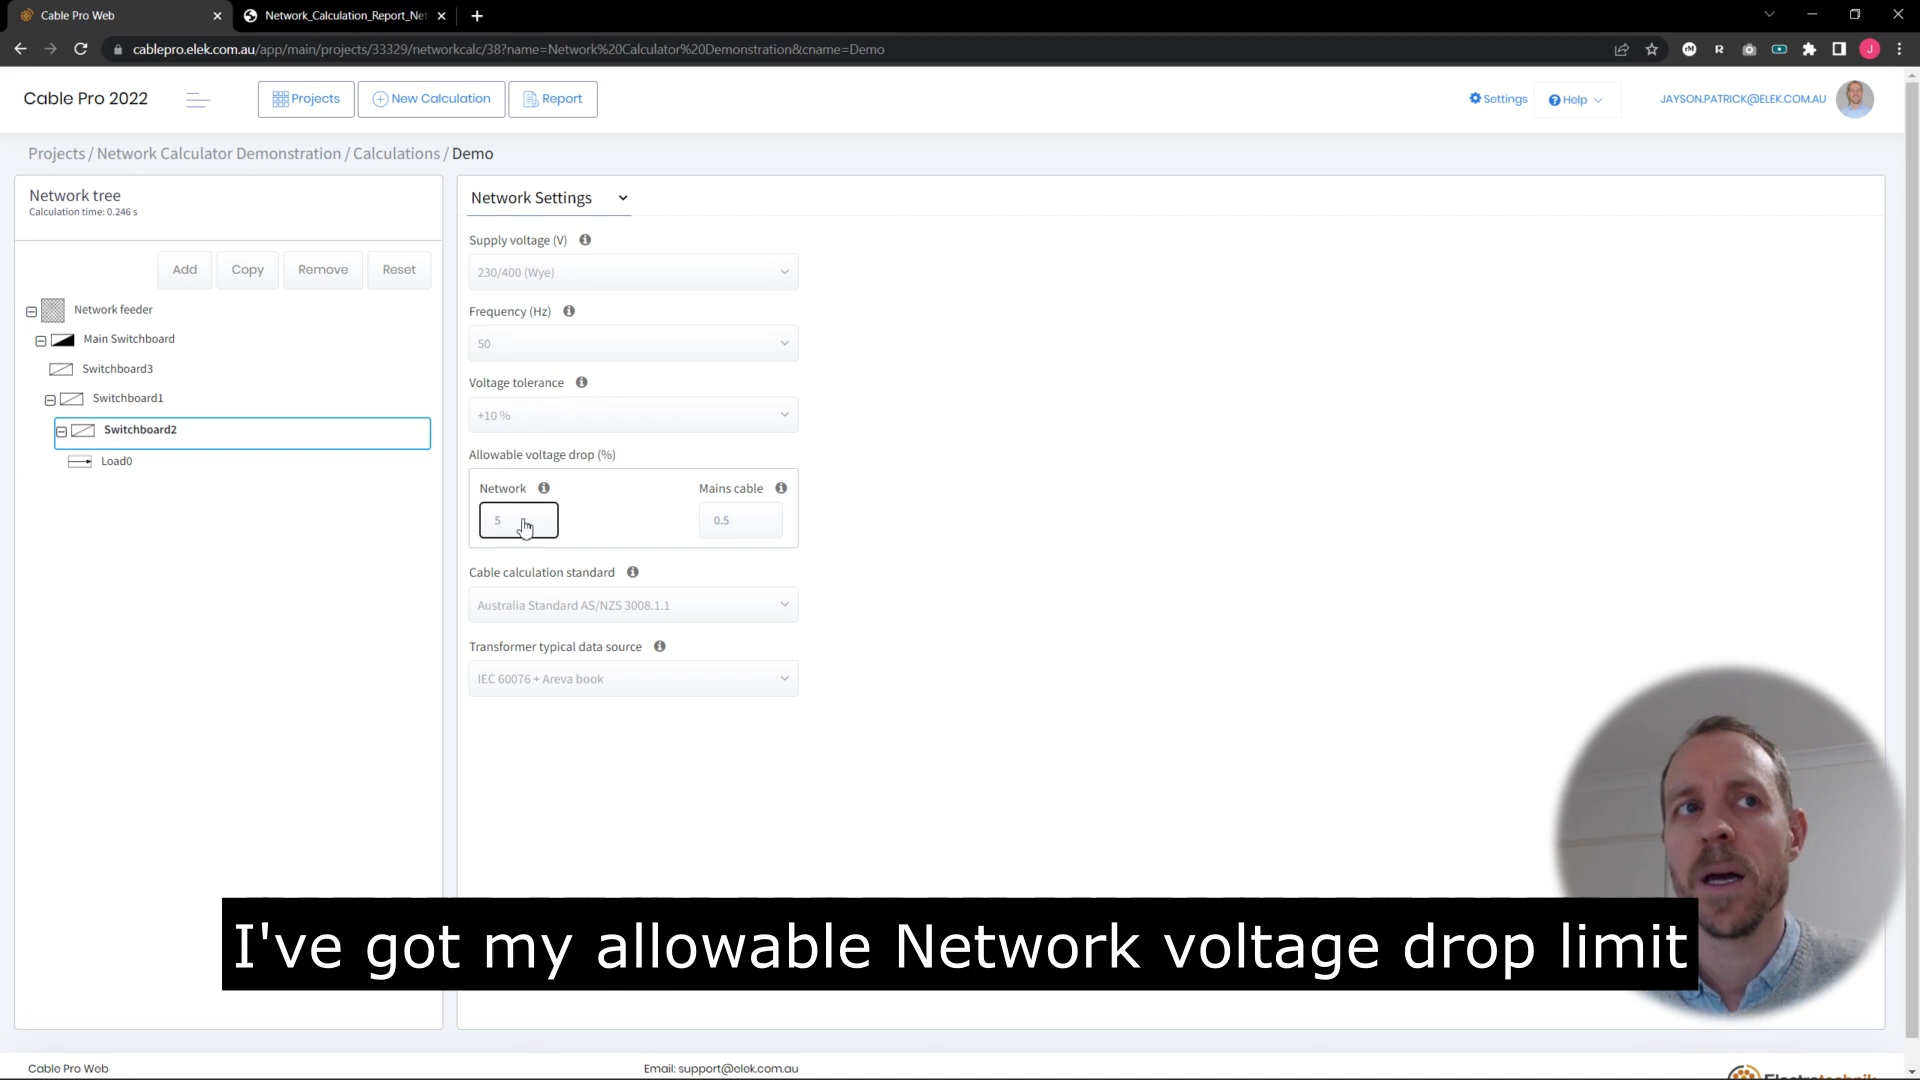 Cable Pro Web
Network_Calculation_Report_Net
cablepro.elek.com.au/app/main/projects/33329/networkcalc/38?name=Network%20Calculator%20Demonstration&cname=Demo
R
J
Cable Pro 2022
Projects
New Calculation
Report
Settings
Help
JAYSON.PATRICK@ELEK.COM.AU
Projects / Network Calculator Demonstration / Calculations / Demo
Network tree
Calculation time: 0.246 s
Add
Copy
Remove
Reset
Network feeder
Main Switchboard
Switchboard3
Switchboard1
Switchboard2
Load0
Network Settings
Supply voltage (V)
230/400 (Wye)
Frequency (Hz)
50
Voltage tolerance
+10 %
Allowable voltage drop (%)
Network
Mains cable
5
0.5
Cable calculation standard
Australia Standard AS/NZS 3008.1.1
Transformer typical data source
IEC 60076 + Areva book
I've got my allowable Network voltage drop limit
Cable Pro Web
Email: support@elek.com.au